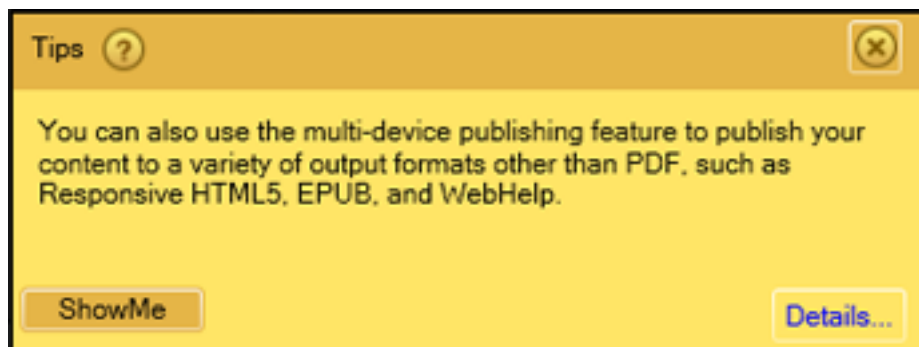 Tips ?
You can also use the multi-device publishing feature to publish your
content to a variety of output formats other than PDF, such as
Responsive HTML5, EPUB, and WebHelp.
ShowMe Details...